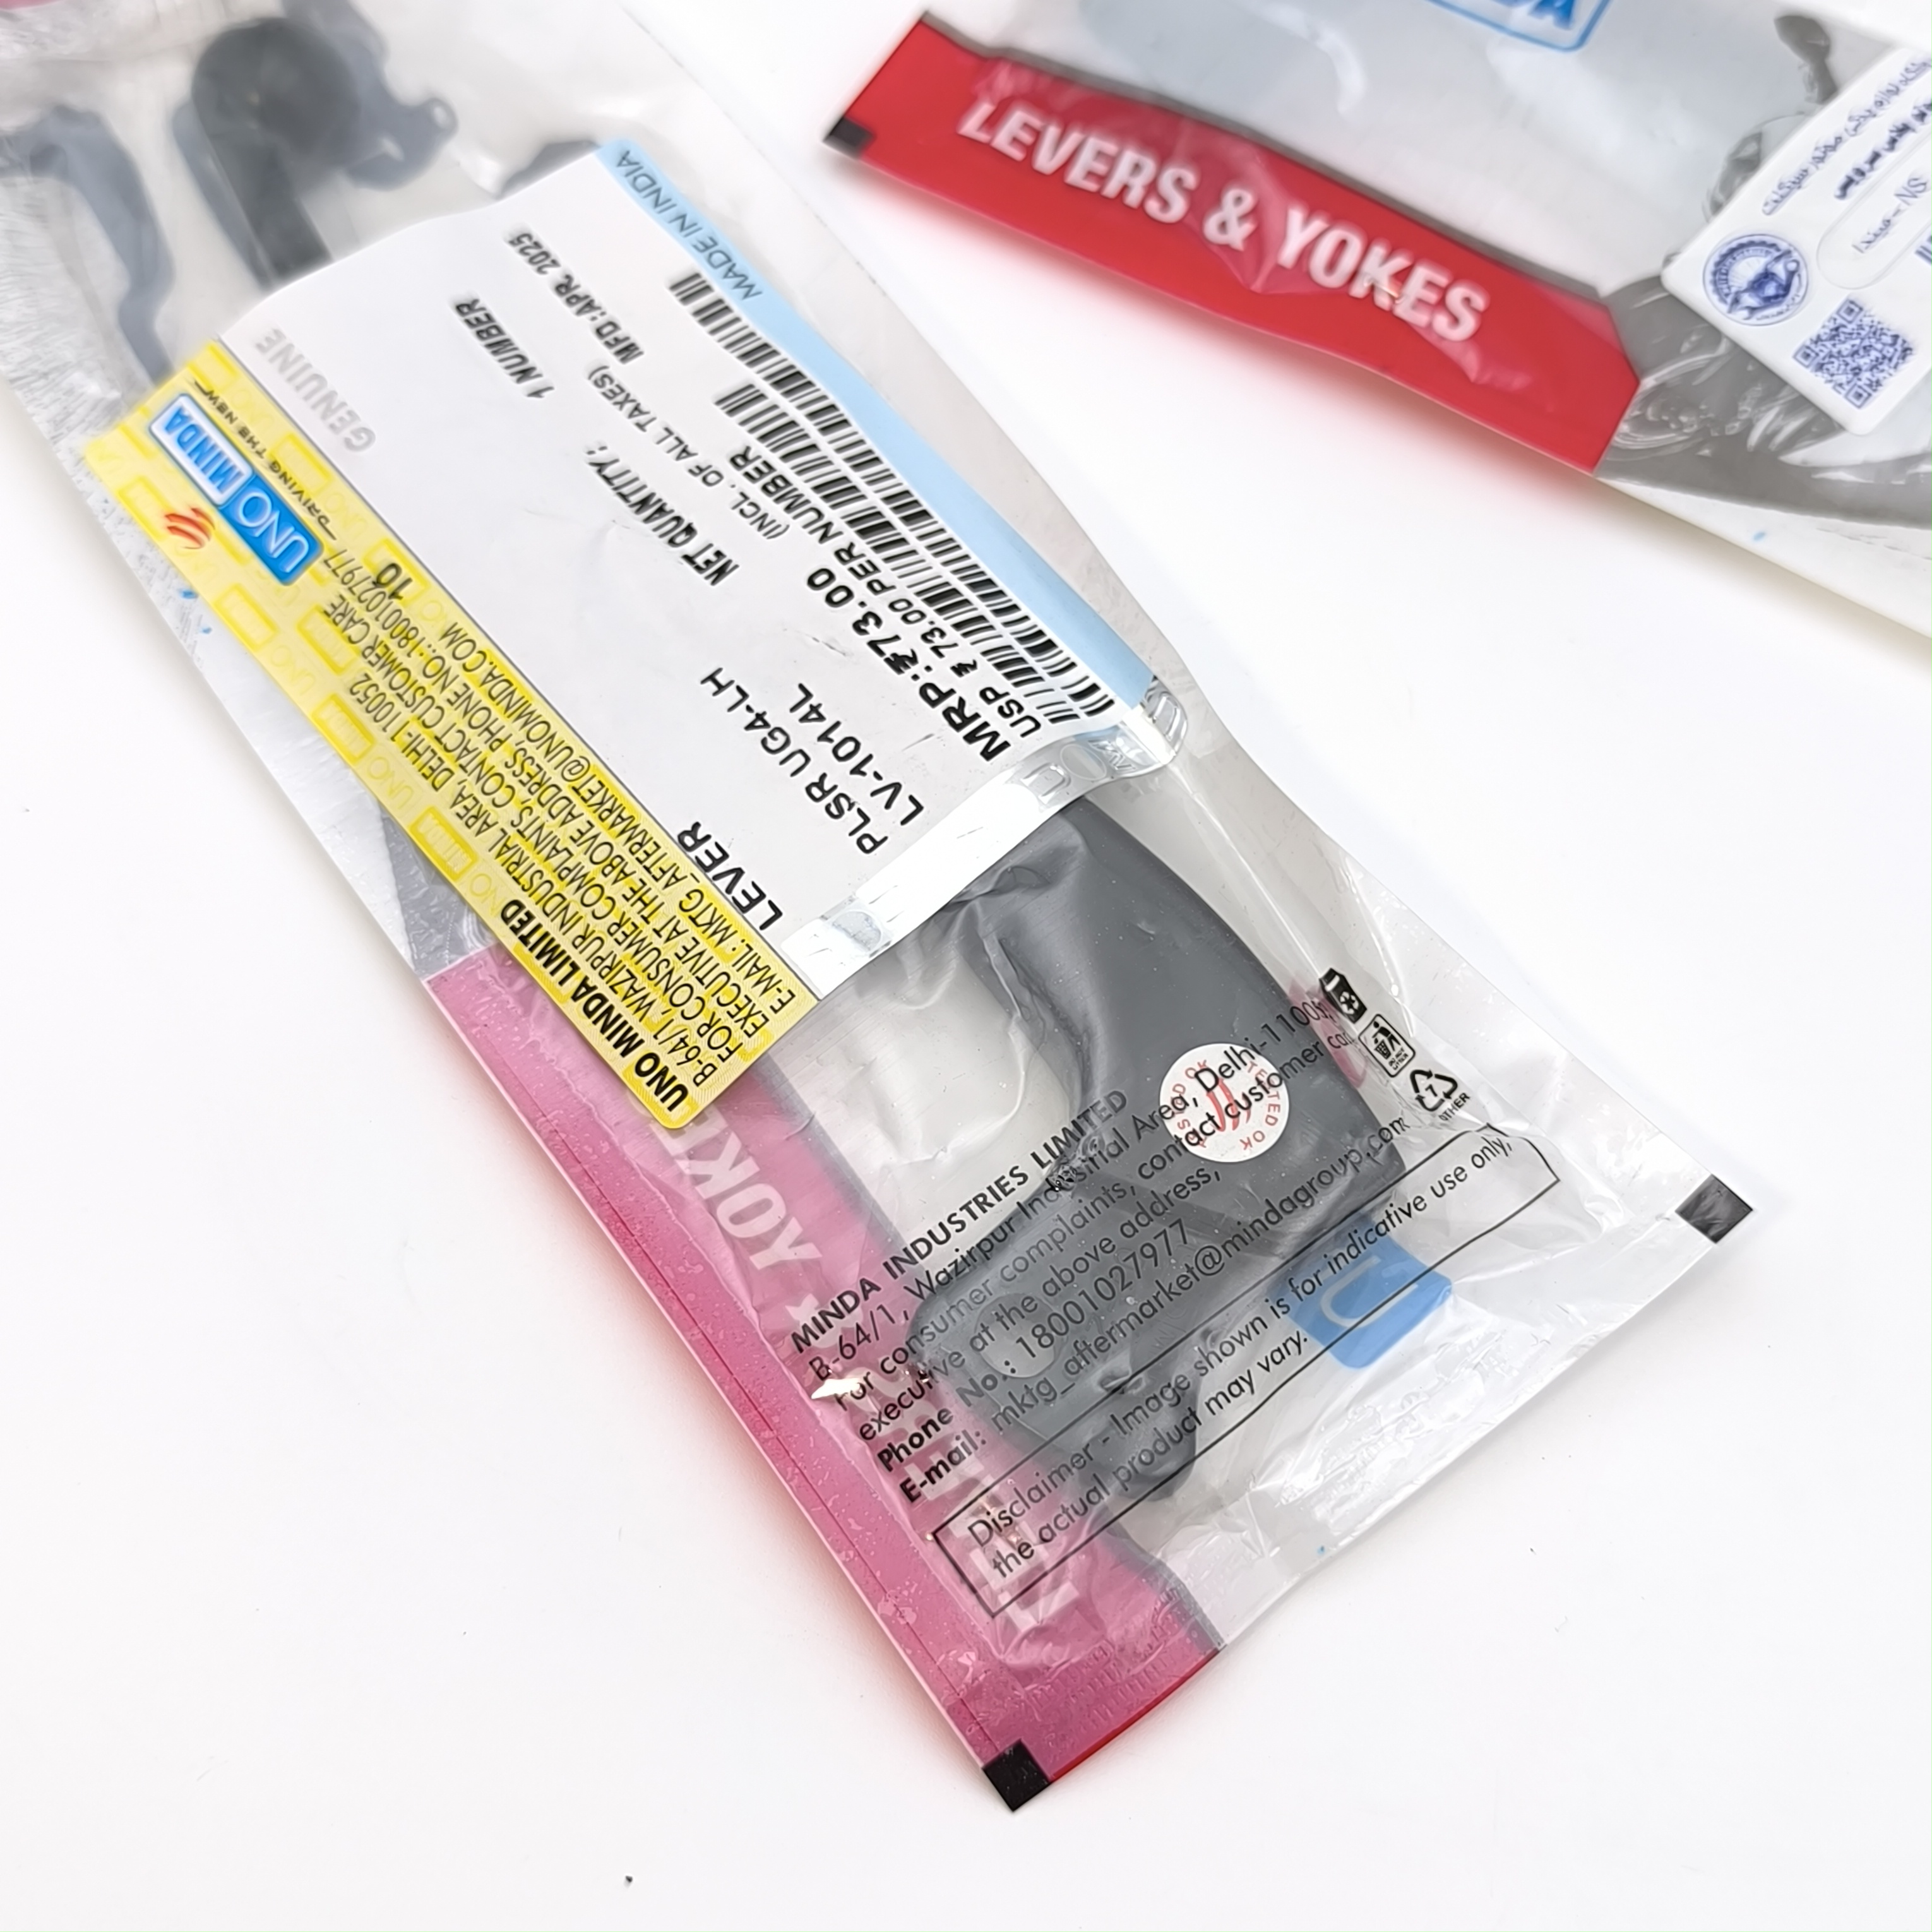 LEVERS & YOKES
MADE IN INDIA
GENUINE
UNO MINDA
DRIVING THE NEW
LEVER
PLSR UG4-LH
LV-1014L
NET QUANTITY: 1 NUMBER
MRP:₹73.00 (INCL. OF ALL TAXES)
USP ₹ 73.00 PER NUMBER
MFD:APR. 2025
10
UNO MINDA LIMITED
B-64/1, WAZIRPUR INDUSTRIAL AREA, DELHI-110052
FOR CONSUMER COMPLAINTS, CONTACT CUSTOMER CARE
EXECUTIVE AT THE ABOVE ADDRESS, PHONE NO.:18001027977
E-MAIL: MKTG_AFTERMARKET@UNOMINDA.COM
MINDA INDUSTRIES LIMITED
B-64/1, Wazirpur Industrial Area, Delhi-
For consumer complaints, contact customer
executive at the above address,
Phone No.: 18001027977
E-mail: mktg_aftermarket@mindagroup.com
Disclaimer - Image shown is for indicative use only,
the actual product may vary.
TESTED OK
OTHER